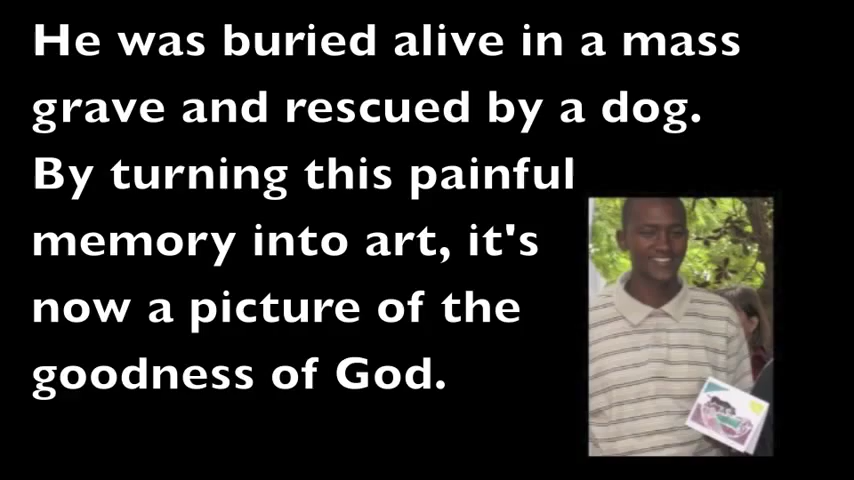 He was buried alive in a mass
grave and rescued by a dog.
By turning this painful
memory into art, it's
now a picture of the
goodness of God.